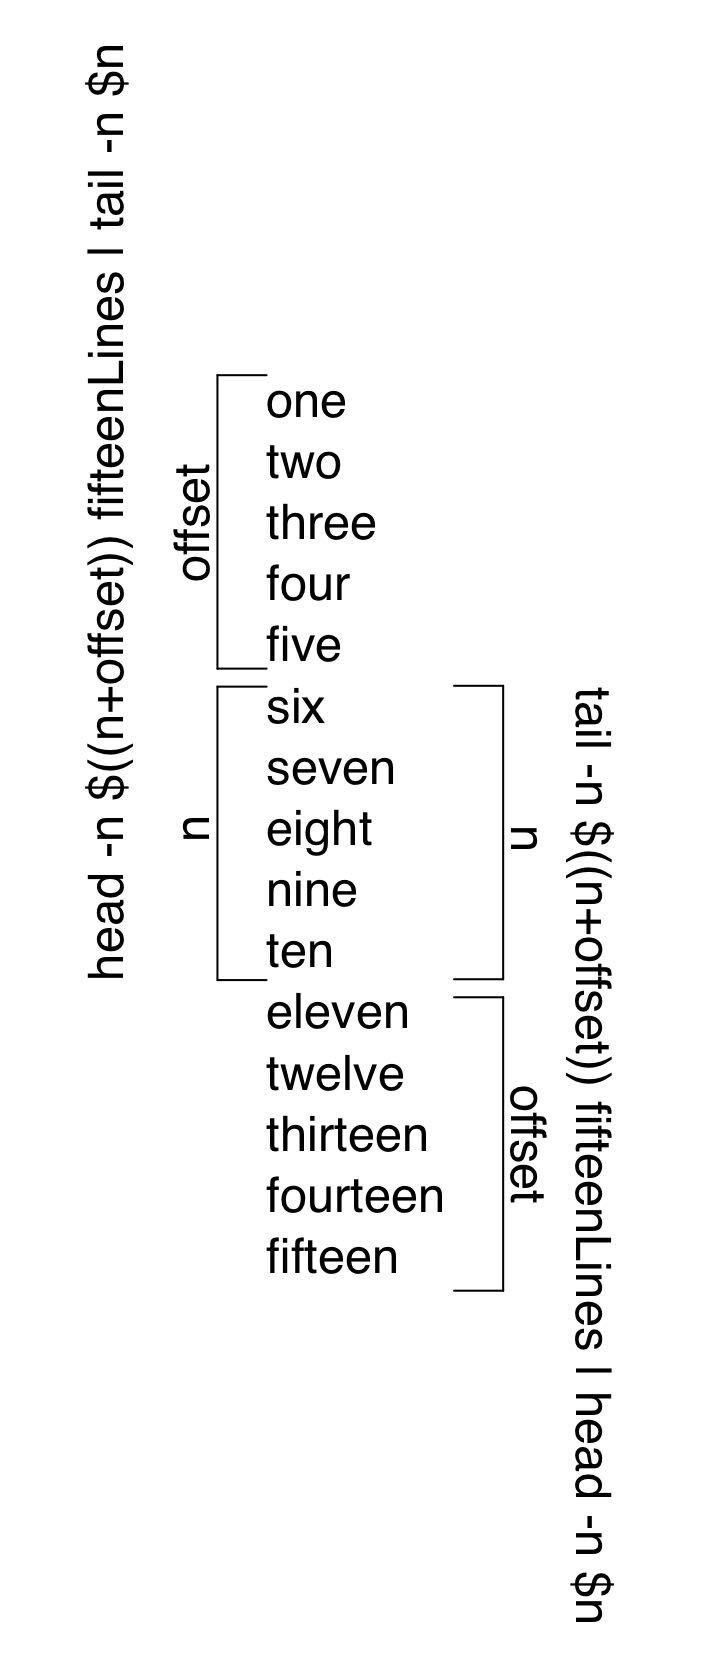 head -n $((n+offset)) fifteenLines | tail -n $n
offset
n
one
two
three
four
five
six
seven
eight
nine
ten
eleven
twelve
thirteen
fourteen
fifteen
n
offset
tail -n $((n+offset)) fifteenLines | head -n $n